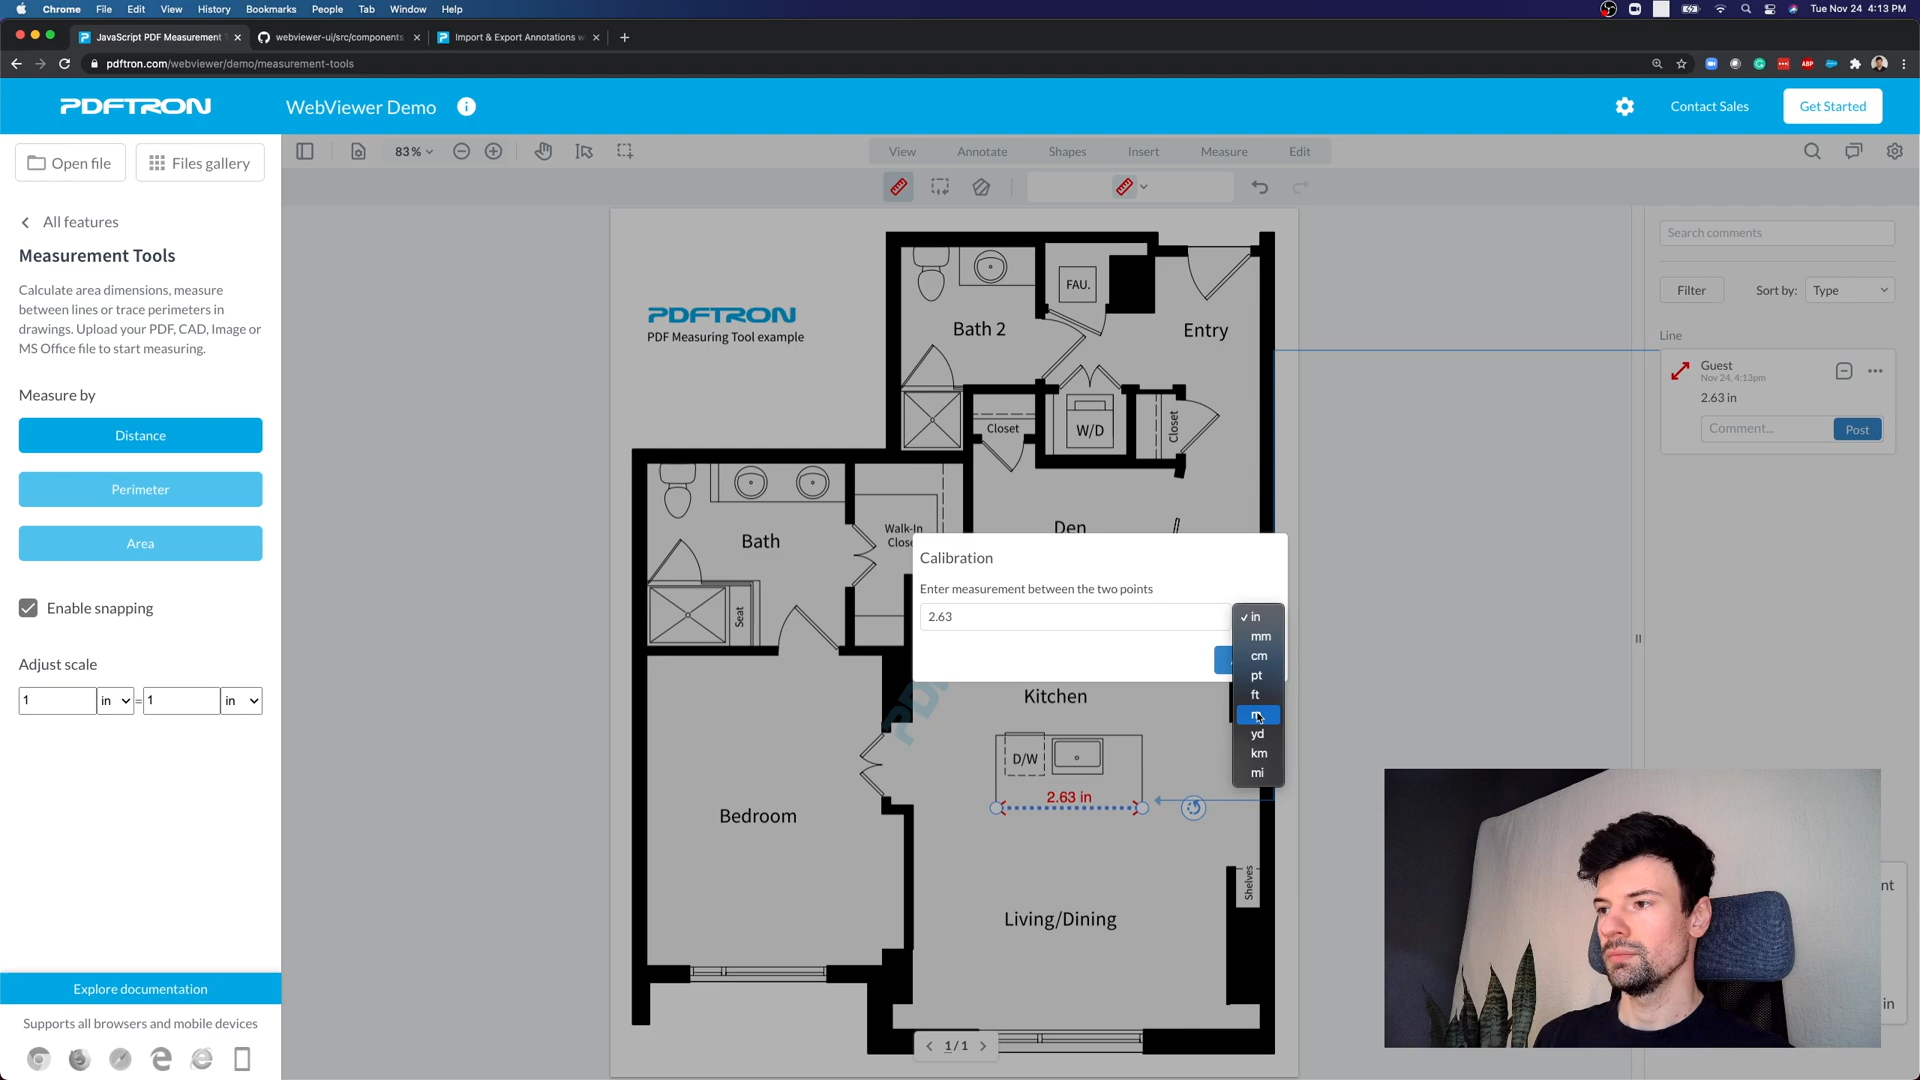 Chrome File Edit View History Bookmarks People Tab Window Help
Tue Nov 24 4:13 PM
JavaScript PDF Measurement
webviewer-ui/src/components
Import & Export Annotations w
pdftron.com/webviewer/demo/measurement-tools
ABP
PDFTRON
WebViewer Demo
Contact Sales
Get Started
Open file
Files gallery
83%
View Annotate Shapes Insert Measure Edit
All features
Measurement Tools
Calculate area dimensions, measure
between lines or trace perimeters in
drawings. Upload your PDF, CAD, Image or
MS Office file to start measuring.
Measure by
Distance
Perimeter
Area
Enable snapping
Adjust scale
1 in = 1 in
Explore documentation
Supports all browsers and mobile devices
PDFTRON
PDF Measuring Tool example
Bath 2
FAU.
Entry
Closet
W/D
Closet
Bath
Walk-In
Den
Seat
Calibration
Enter measurement between the two points
2.63
in
mm
cm
pt
ft
m
yd
km
mi
Kitchen
D/W
2.63 in
Bedroom
Living/Dining
Shelves
1/1
Search comments
Filter
Sort by: Type
Line
Guest
Nov 24, 4:13pm
2.63 in
Comment...
Post
nt
in